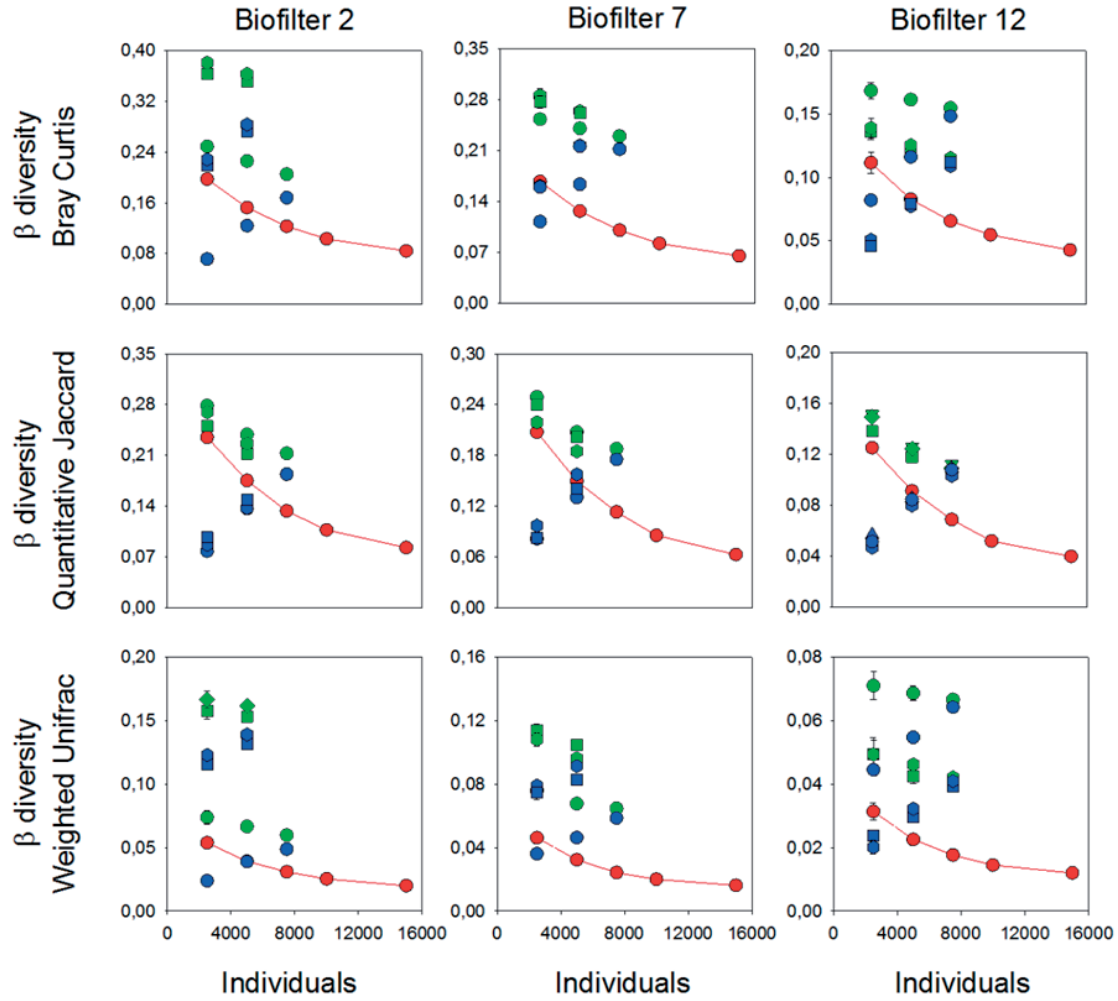 Biofilter 2 Biofilter 7 Biofilter 12
β diversity
Bray Curtis
0,40 0,35 0,20
0,32 0,28 0,15
0,24 0,21 0,10
0,16 0,14 0,05
0,08 0,07 0,00
0,00 0,00
β diversity
Quantitative Jaccard
0,35 0,30 0,20
0,28 0,24 0,16
0,21 0,18 0,12
0,14 0,12 0,08
0,07 0,06 0,04
0,00 0,00 0,00
β diversity
Weighted Unifrac
0,20 0,16 0,08
0,15 0,12 0,06
0,10 0,08 0,04
0,05 0,04 0,02
0,00 0,00 0,00
0 4000 8000 12000 16000 0 4000 8000 12000 16000 0 4000 8000 12000 16000
Individuals Individuals Individuals